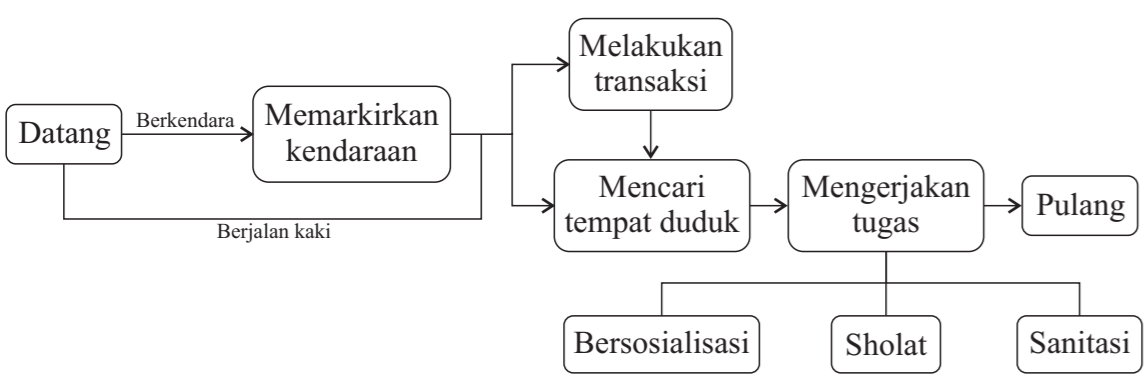 Datang
Berkendara
Memarkirkan
kendaraan
Berjalan kaki
Melakukan
transaksi
Mencari
tempat duduk
Mengerjakan
tugas
Pulang
Bersosialisasi
Sholat
Sanitasi